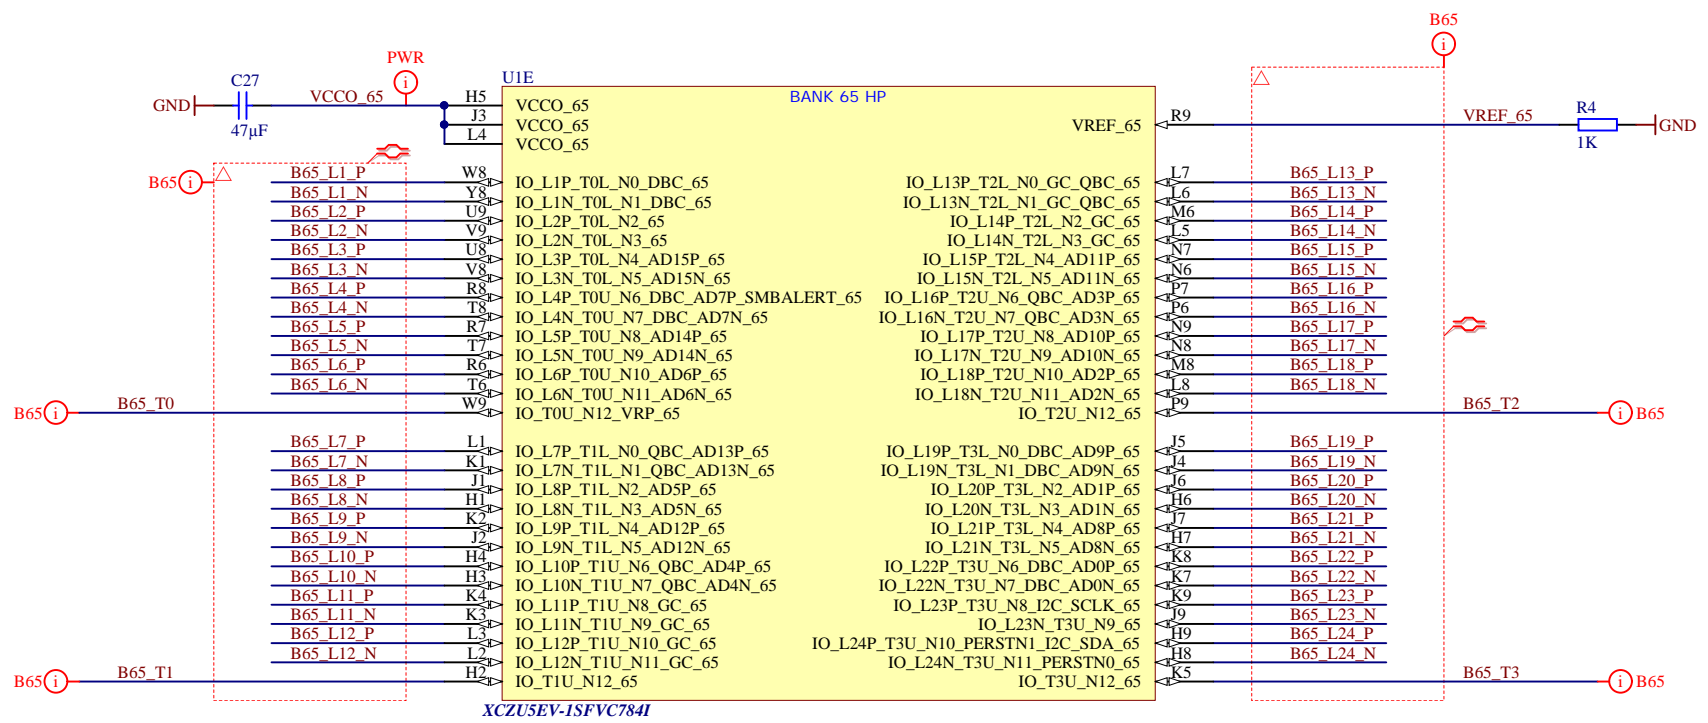 B65
PWR
i
i
U1E
BANK 65 HP
C27
GND
VCCO_65
47µF
H5 VCCO_65
J3 VCCO_65
L4 VCCO_65
VREF_65 R9 VREF_65
R4
1K
GND
B65 i
B65_L1_P W8 IO_L1P_T0L_N0_DBC_65 IO_L13P_T2L_N0_GC_QBC_65 L7 B65_L13_P
B65_L1_N Y8 IO_L1N_T0L_N1_DBC_65 IO_L13N_T2L_N1_GC_QBC_65 L6 B65_L13_N
B65_L2_P U9 IO_L2P_T0L_N2_65 IO_L14P_T2L_N2_GC_65 M6 B65_L14_P
B65_L2_N V9 IO_L2N_T0L_N3_65 IO_L14N_T2L_N3_GC_65 L5 B65_L14_N
B65_L3_P U8 IO_L3P_T0L_N4_AD15P_65 IO_L15P_T2L_N4_AD11P_65 N7 B65_L15_P
B65_L3_N V8 IO_L3N_T0L_N5_AD15N_65 IO_L15N_T2L_N5_AD11N_65 N6 B65_L15_N
B65_L4_P R8 IO_L4P_T0U_N6_DBC_AD7P_SMBALERT_65 IO_L16P_T2U_N6_QBC_AD3P_65 P7 B65_L16_P
B65_L4_N T8 IO_L4N_T0U_N7_DBC_AD7N_65 IO_L16N_T2U_N7_QBC_AD3N_65 P6 B65_L16_N
B65_L5_P R7 IO_L5P_T0U_N8_AD14P_65 IO_L17P_T2U_N8_AD10P_65 N9 B65_L17_P
B65_L5_N T7 IO_L5N_T0U_N9_AD14N_65 IO_L17N_T2U_N9_AD10N_65 N8 B65_L17_N
B65_L6_P R6 IO_L6P_T0U_N10_AD6P_65 IO_L18P_T2U_N10_AD2P_65 M8 B65_L18_P
B65_L6_N T6 IO_L6N_T0U_N11_AD6N_65 IO_L18N_T2U_N11_AD2N_65 L8 B65_L18_N
B65 i B65_T0 W9 IO_T0U_N12_VRP_65 IO_T2U_N12_65 P9 B65_T2 i B65
B65_L7_P L1 IO_L7P_T1L_N0_QBC_AD13P_65 IO_L19P_T3L_N0_DBC_AD9P_65 J5 B65_L19_P
B65_L7_N K1 IO_L7N_T1L_N1_QBC_AD13N_65 IO_L19N_T3L_N1_DBC_AD9N_65 J4 B65_L19_N
B65_L8_P J1 IO_L8P_T1L_N2_AD5P_65 IO_L20P_T3L_N2_AD1P_65 J6 B65_L20_P
B65_L8_N H1 IO_L8N_T1L_N3_AD5N_65 IO_L20N_T3L_N3_AD1N_65 H6 B65_L20_N
B65_L9_P K2 IO_L9P_T1L_N4_AD12P_65 IO_L21P_T3L_N4_AD8P_65 J7 B65_L21_P
B65_L9_N J2 IO_L9N_T1L_N5_AD12N_65 IO_L21N_T3L_N5_AD8N_65 H7 B65_L21_N
B65_L10_P H4 IO_L10P_T1U_N6_QBC_AD4P_65 IO_L22P_T3U_N6_DBC_AD0P_65 K8 B65_L22_P
B65_L10_N H3 IO_L10N_T1U_N7_QBC_AD4N_65 IO_L22N_T3U_N7_DBC_AD0N_65 K7 B65_L22_N
B65_L11_P K4 IO_L11P_T1U_N8_GC_65 IO_L23P_T3U_N8_I2C_SCLK_65 K9 B65_L23_P
B65_L11_N K3 IO_L11N_T1U_N9_GC_65 IO_L23N_T3U_N9_65 J9 B65_L23_N
B65_L12_P L3 IO_L12P_T1U_N10_GC_65 IO_L24P_T3U_N10_PERSTN1_I2C_SDA_65 H9 B65_L24_P
B65_L12_N L2 IO_L12N_T1U_N11_GC_65 IO_L24N_T3U_N11_PERSTN0_65 H8 B65_L24_N
B65 i B65_T1 H2 IO_T1U_N12_65 IO_T3U_N12_65 K5 B65_T3 i B65
XCZU5EV-1SFVC784I